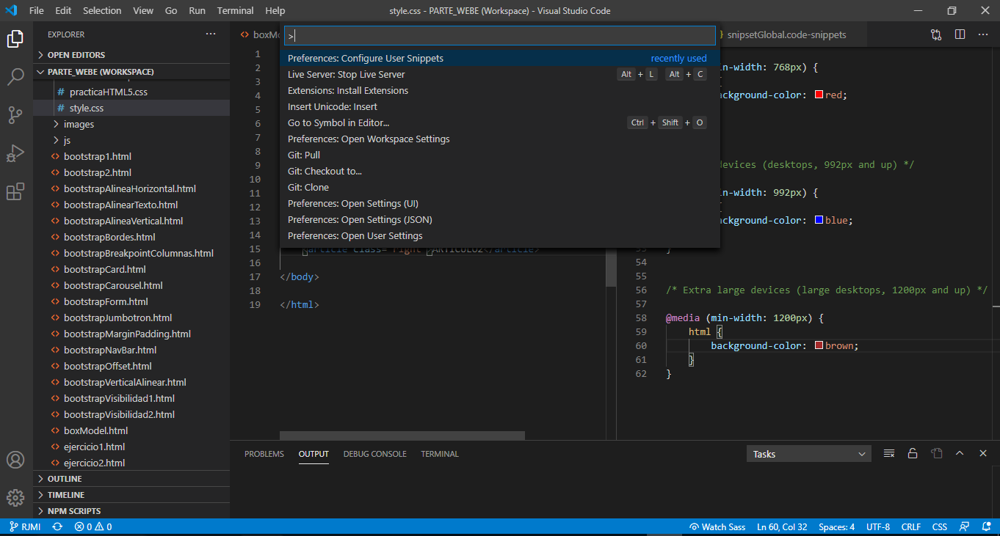 File Edit Selection View Go Run Terminal Help
style.css - PARTE_WEBE (Workspace) - Visual Studio Code
EXPLORER
OPEN EDITORS
PARTE_WEBE (WORKSPACE)
# practicaHTML5.css
# style.css
images
js
<> bootstrap1.html
<> bootstrap2.html
<> bootstrapAlineaHorizontal.html
<> bootstrapAlinearTexto.html
<> bootstrapAlineaVertical.html
<> bootstrapBordes.html
<> bootstrapBreakpointColumnas.html
<> bootstrapCard.html
<> bootstrapCarousel.html
<> bootstrapForm.html
<> bootstrapJumbotron.html
<> bootstrapMarginPadding.html
<> bootstrapNavBar.html
<> bootstrapOffset.html
<> bootstrapVerticalAlinear.html
<> bootstrapVisibilidad1.html
<> bootstrapVisibilidad2.html
<> boxModel.html
<> ejercicio1.html
<> ejercicio2.html
OUTLINE
TIMELINE
NPM SCRIPTS
<> boxMo
snipsetGlobal.code-snippets
>
Preferences: Configure User Snippets recently used
Live Server: Stop Live Server Alt + L Alt + C
Extensions: Install Extensions
Insert Unicode: Insert
Go to Symbol in Editor... Ctrl + Shift + O
Preferences: Open Workspace Settings
Git: Pull
Git: Checkout to...
Git: Clone
Preferences: Open Settings (UI)
Preferences: Open Settings (JSON)
Preferences: Open User Settings
1
2
3
4
5
6
7
8
9
10
11
12
13
14
15 <article class="right">ARTICULO2</article>
16
17 </body>
18
19 </html>
n-width: 768px) {
ckground-color: red;
evices (desktops, 992px and up) */
n-width: 992px) {
ckground-color: blue;
53 }
54
55
56 /* Extra large devices (large desktops, 1200px and up) */
57
58 @media (min-width: 1200px) {
59 html {
60 background-color: brown;
61 }
62 }
PROBLEMS OUTPUT DEBUG CONSOLE TERMINAL
Tasks
RJMI 0 0
Watch Sass Ln 60, Col 32 Spaces: 4 UTF-8 CRLF CSS